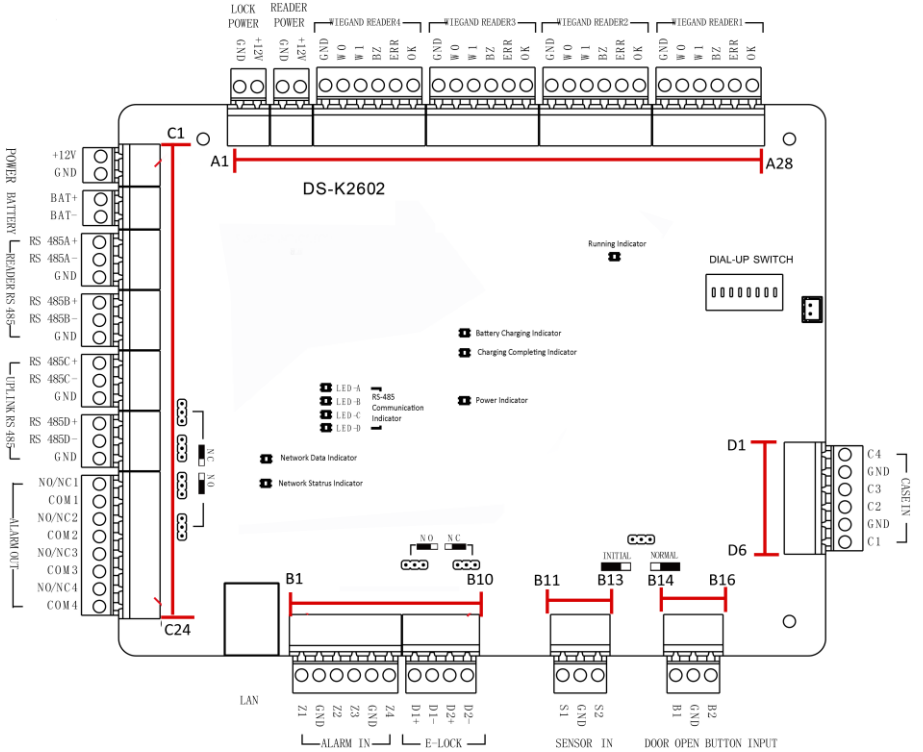 LOCK POWER
READER POWER
WIEGAND READER4
WIEGAND READER3
WIEGAND READER2
WIEGAND READER1
GND
+12V
GND
+12V
GND
W0
W1
BZ
ERR
OK
GND
W0
W1
BZ
ERR
OK
GND
W0
W1
BZ
ERR
OK
GND
W0
W1
BZ
ERR
OK
C1
A1
A28
DS-K2602
POWER
+12V
GND
BATTERY
BAT+
BAT-
READER RS 485
RS 485A+
RS 485A-
GND
RS 485B+
RS 485B-
GND
UPLINK RS 485
RS 485C+
RS 485C-
GND
RS 485D+
RS 485D-
GND
ALARM OUT
NO/NC1
COM1
NO/NC2
COM2
NO/NC3
COM3
NO/NC4
COM4
C24
NC
NO
Running Indicator
DIAL-UP SWITCH
Battery Charging Indicator
Charging Completing Indicator
Power Indicator
LED-A
LED-B
LED-C
LED-D
RS-485
Communication
Indicator
Network Data Indicator
Network Statrus Indicator
D1
D6
C4
GND
C3
C2
GND
C1
CASE IN
NO
NC
INITIAL
NORMAL
B1
B10
B11
B13
B14
B16
LAN
Z1
GND
Z2
Z3
GND
Z4
D1+
D1-
D2+
D2-
S1
GND
S2
B1
GND
B2
ALARM IN
E-LOCK
SENSOR IN
DOOR OPEN BUTTON INPUT